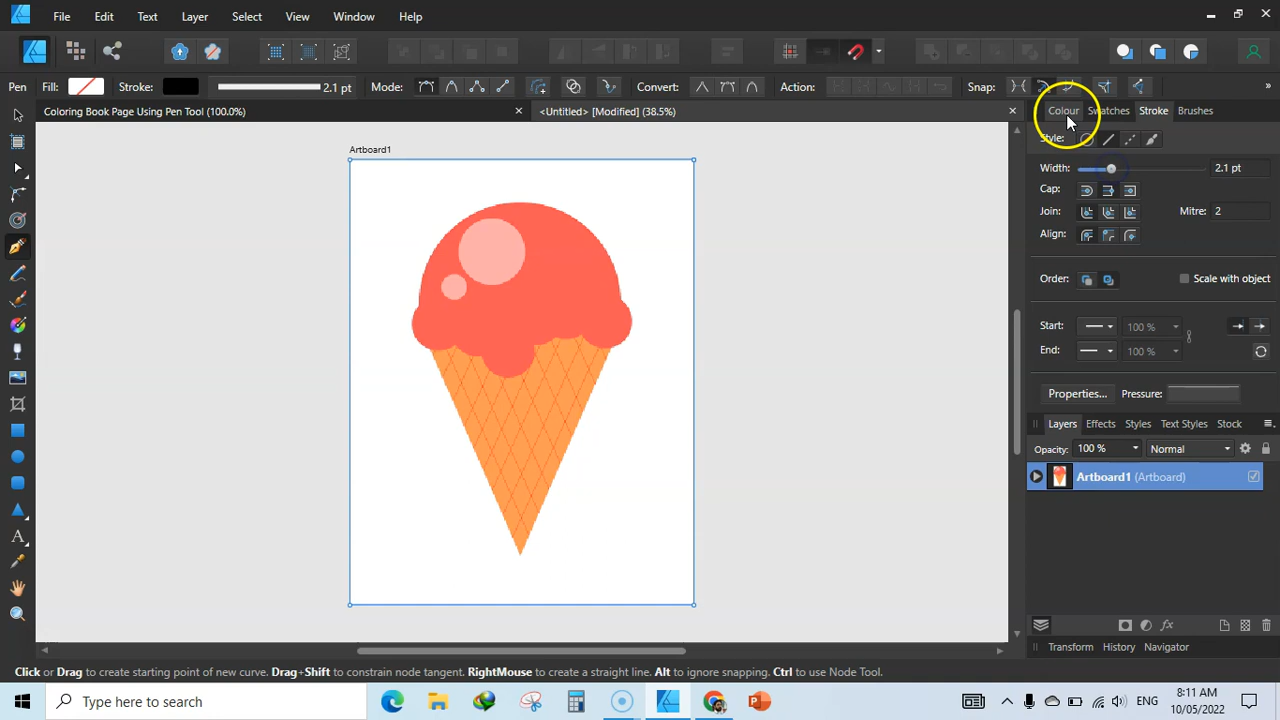 File Edit Text Layer Select View Window Help
Pen Fill: Stroke: 2.1 pt Mode: Convert: Action: Snap: »
Coloring Book Page Using Pen Tool (100.0%) <Untitled> [Modified] (38.5%)
Colour Swatches Stroke Brushes
Style:
Artboard1
Width: 2.1 pt
Cap:
Join: Mitre: 2
Align:
Order: Scale with object
Start: 100 %
End: 100 %
Properties... Pressure:
Layers Effects Styles Text Styles Stock
Opacity: 100 % Normal
Artboard1 (Artboard)
Transform History Navigator
Click or Drag to create starting point of new curve. Drag+Shift to constrain node tangent. RightMouse to create a straight line. Alt to ignore snapping. Ctrl to use Node Tool.
Type here to search
ENG
8:11 AM
10/05/2022